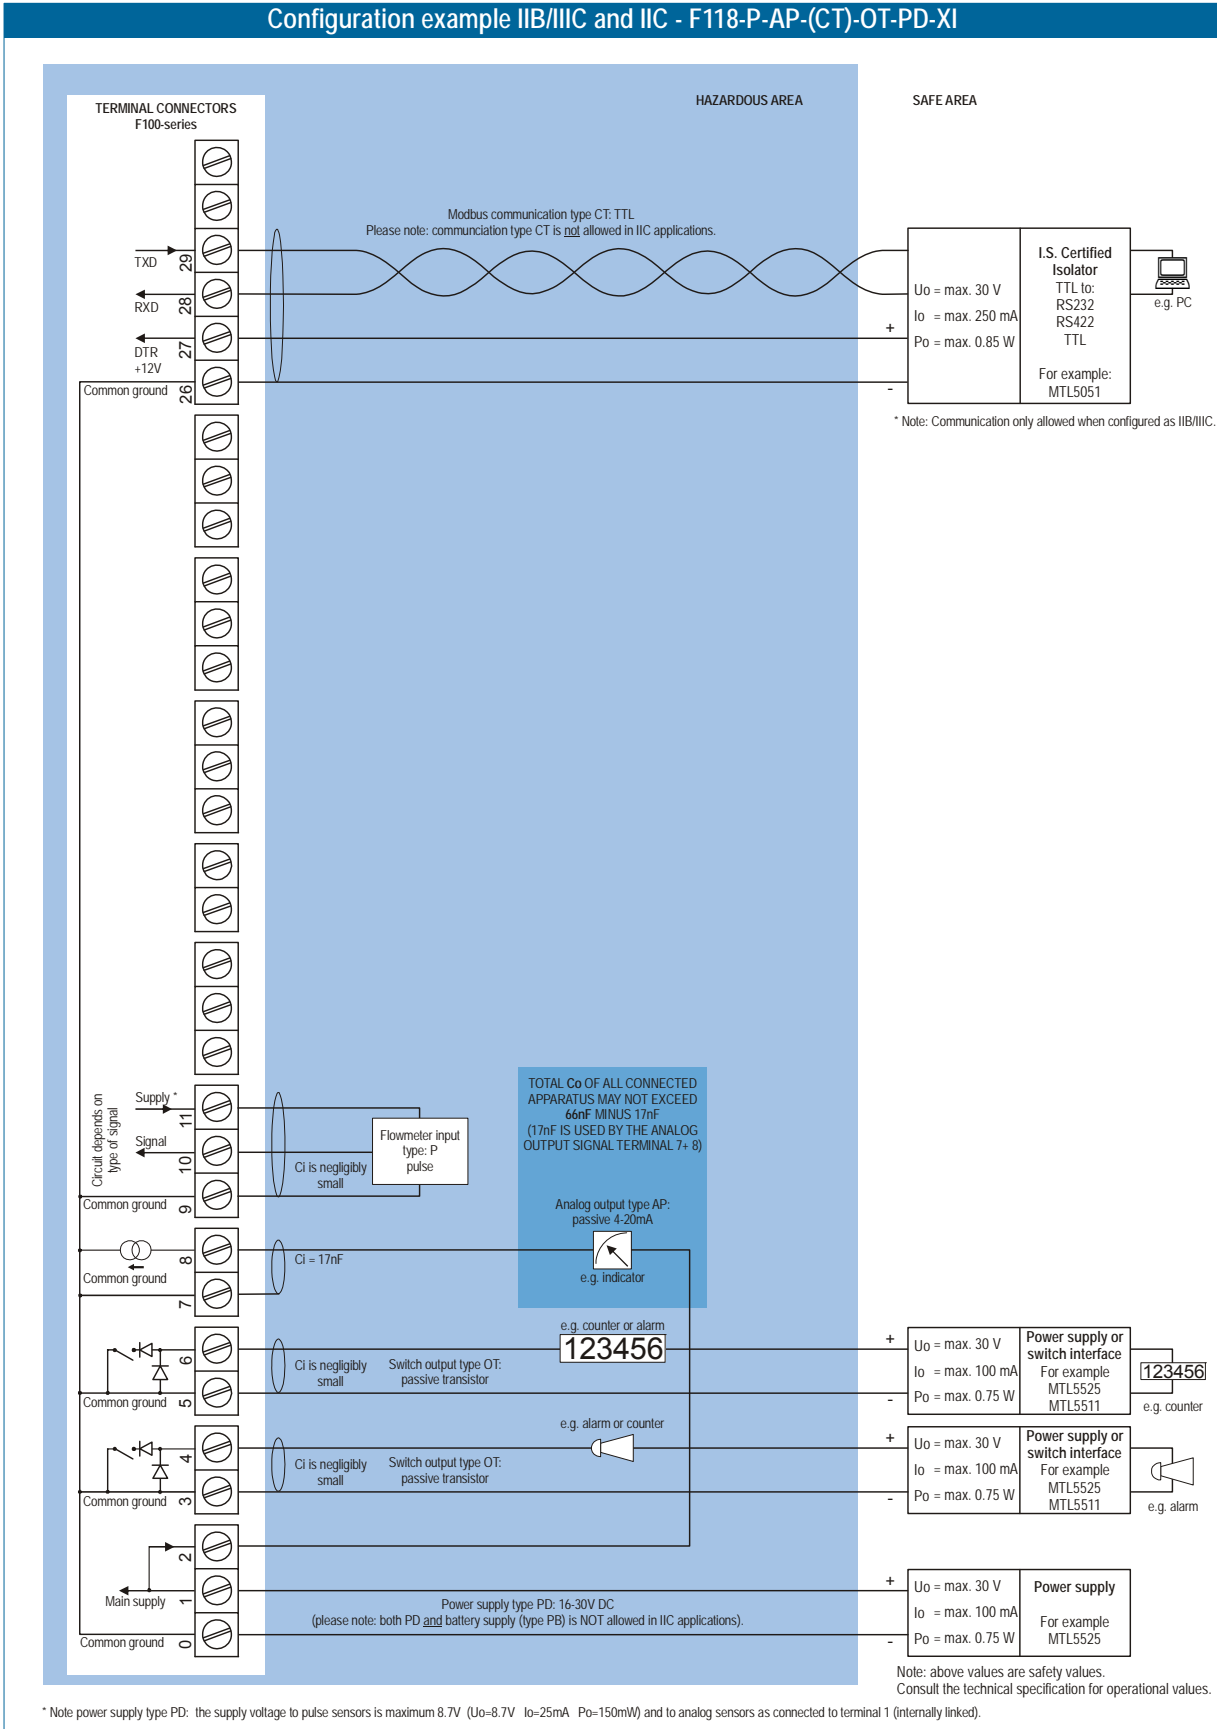 Configuration example IIB/IIIC and IIC - F118-P-AP-(CT)-OT-PD-XI
TERMINAL CONNECTORS
F100-series
HAZARDOUS AREA
SAFE AREA
Modbus communication type CT: TTL
Please note: communciation type CT is not allowed in IIC applications.
TXD
29
RXD
28
DTR
+12V
27
Common ground
26
Uo = max. 30 V
Io = max. 250 mA
Po = max. 0.85 W
+
-
I.S. Certified
Isolator
TTL to:
RS232
RS422
TTL
For example:
MTL5051
e.g. PC
* Note: Communication only allowed when configured as IIB/IIIC.
Circuit depends on
type of signal
Supply *
11
Signal
10
Common ground
9
Ci is negligibly
small
Flowmeter input
type: P
pulse
TOTAL Co OF ALL CONNECTED
APPARATUS MAY NOT EXCEED
66nF MINUS 17nF
(17nF IS USED BY THE ANALOG
OUTPUT SIGNAL TERMINAL 7+ 8)
Analog output type AP:
passive 4-20mA
e.g. indicator
8
Ci = 17nF
Common ground
7
e.g. counter or alarm
123456
6
Ci is negligibly
small
Switch output type OT:
passive transistor
Common ground
5
+
-
Uo = max. 30 V
Io = max. 100 mA
Po = max. 0.75 W
Power supply or
switch interface
For example
MTL5525
MTL5511
123456
e.g. counter
e.g. alarm or counter
4
Ci is negligibly
small
Switch output type OT:
passive transistor
Common ground
3
+
-
Uo = max. 30 V
Io = max. 100 mA
Po = max. 0.75 W
Power supply or
switch interface
For example
MTL5525
MTL5511
e.g. alarm
2
Main supply
1
Power supply type PD: 16-30V DC
(please note: both PD and battery supply (type PB) is NOT allowed in IIC applications).
Common ground
0
+
-
Uo = max. 30 V
Io = max. 100 mA
Po = max. 0.75 W
Power supply
For example
MTL5525
Note: above values are safety values.
Consult the technical specification for operational values.
* Note power supply type PD: the supply voltage to pulse sensors is maximum 8.7V (Uo=8.7V Io=25mA Po=150mW) and to analog sensors as connected to terminal 1 (internally linked).